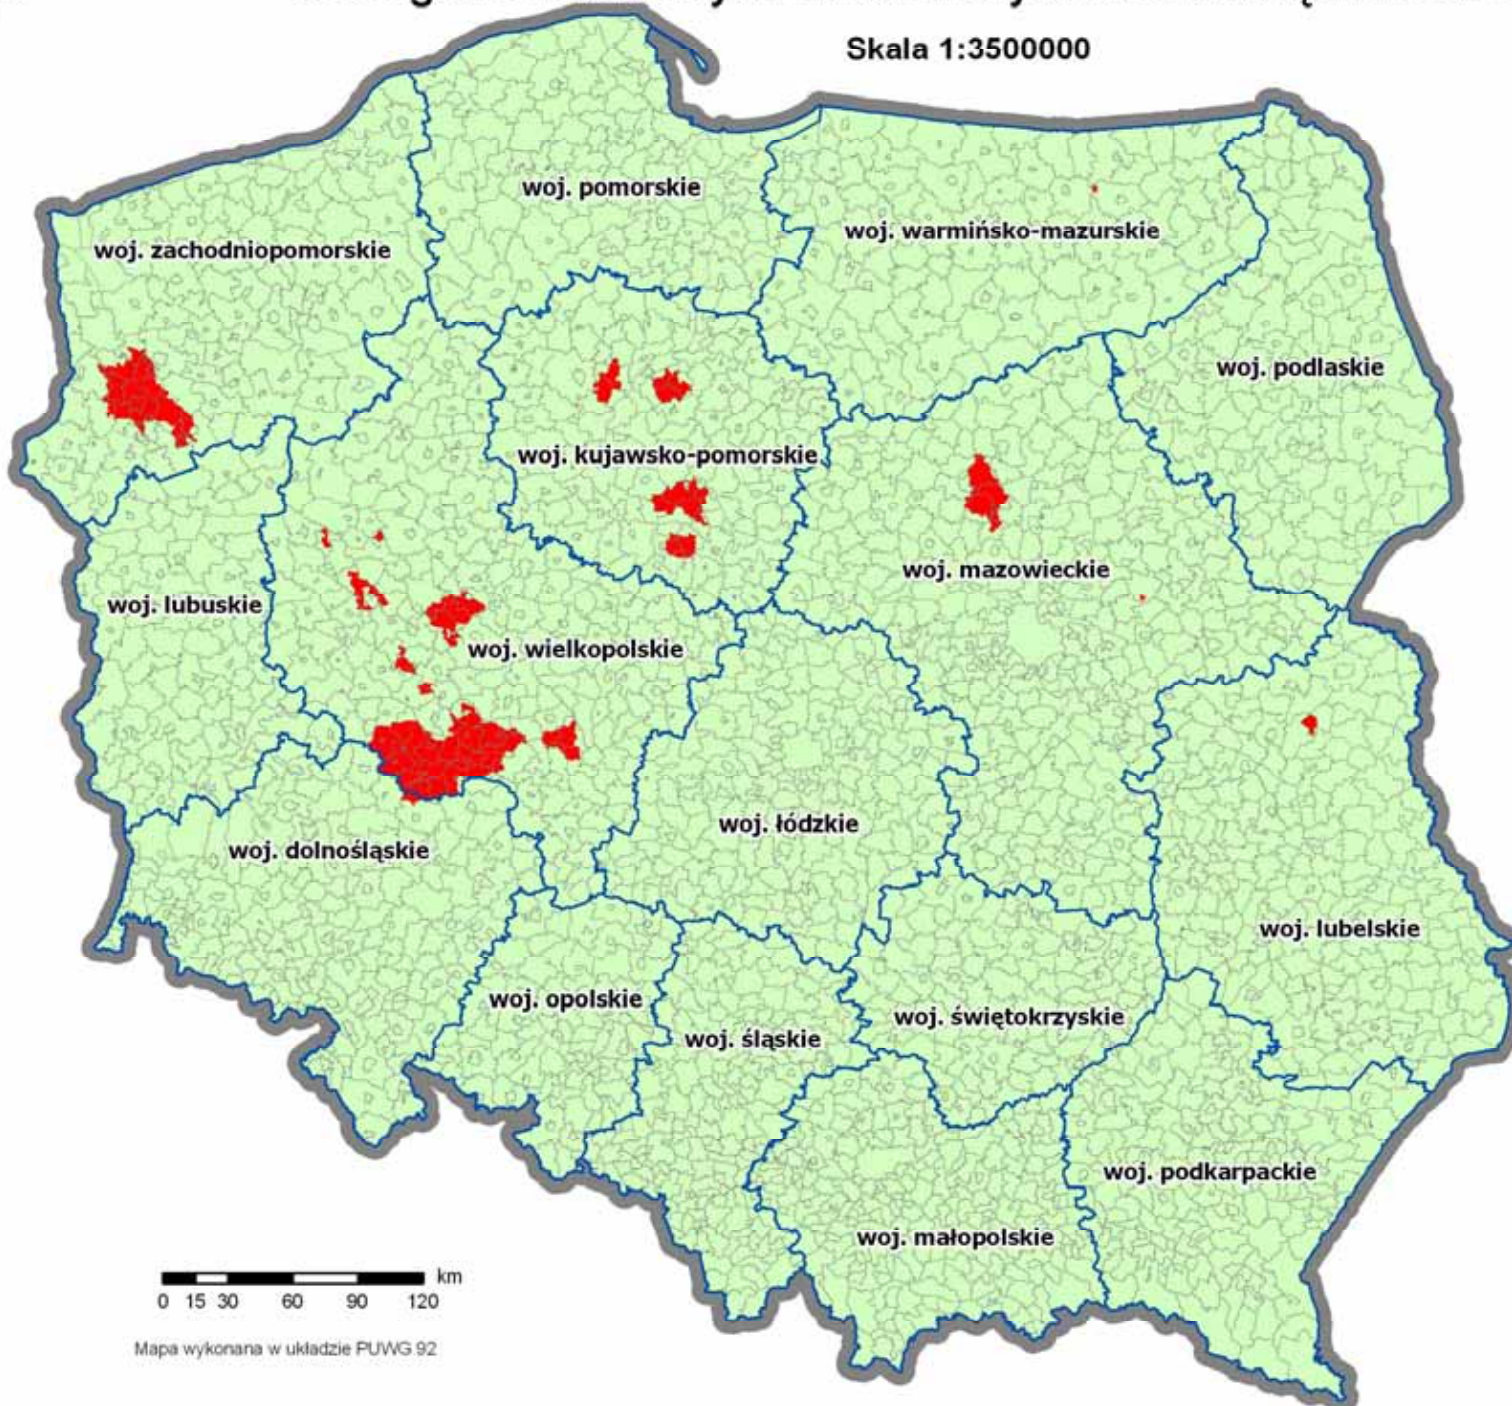 Skala 1:3500000
woj. pomorskie
woj. warmińsko-mazurskie
woj. zachodniopomorskie
woj. podlaskie
woj. kujawsko-pomorskie
woj. mazowieckie
woj. lubuskie
woj. wielkopolskie
woj. łódzkie
woj. dolnośląskie
woj. lubelskie
woj. opolskie
woj. świętokrzyskie
woj. śląskie
woj. podkarpackie
woj. małopolskie
km
0 15 30 60 90 120
Mapa wykonana w układzie PUWG 92